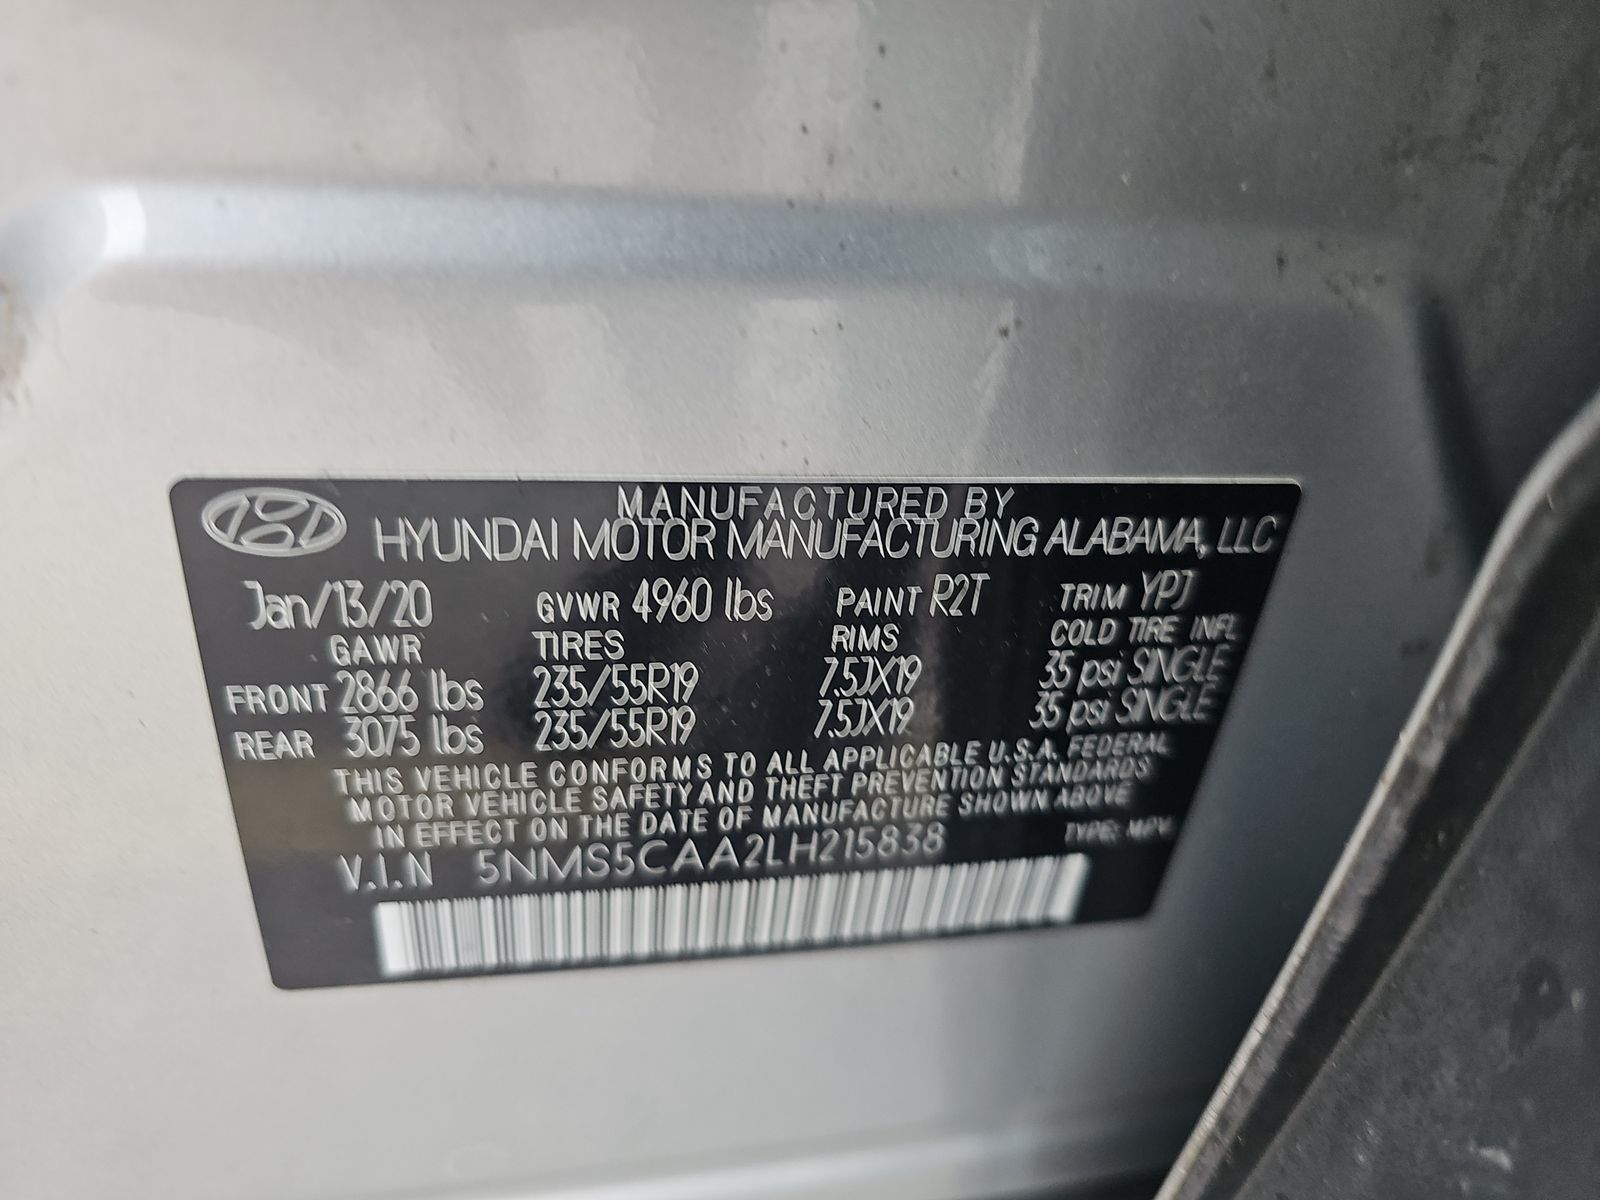 MANUFACTURED BY
HYUNDAI MOTOR MANUFACTURING ALABAMA, LLC
Jan/13/20 GVWR 4960 lbs PAINT R2T TRIM YPJ
GAWR TIRES RIMS COLD TIRE INFL
FRONT 2866 lbs 235/55R19 7.5JX19 35 psi SINGLE
REAR 3075 lbs 235/55R19 7.5JX19 35 psi SINGLE
THIS VEHICLE CONFORMS TO ALL APPLICABLE U.S.A. FEDERAL
MOTOR VEHICLE SAFETY AND THEFT PREVENTION STANDARDS
IN EFFECT ON THE DATE OF MANUFACTURE SHOWN ABOVE
V.I.N 5NMS5CAA2LH215838 TYPE: MPV